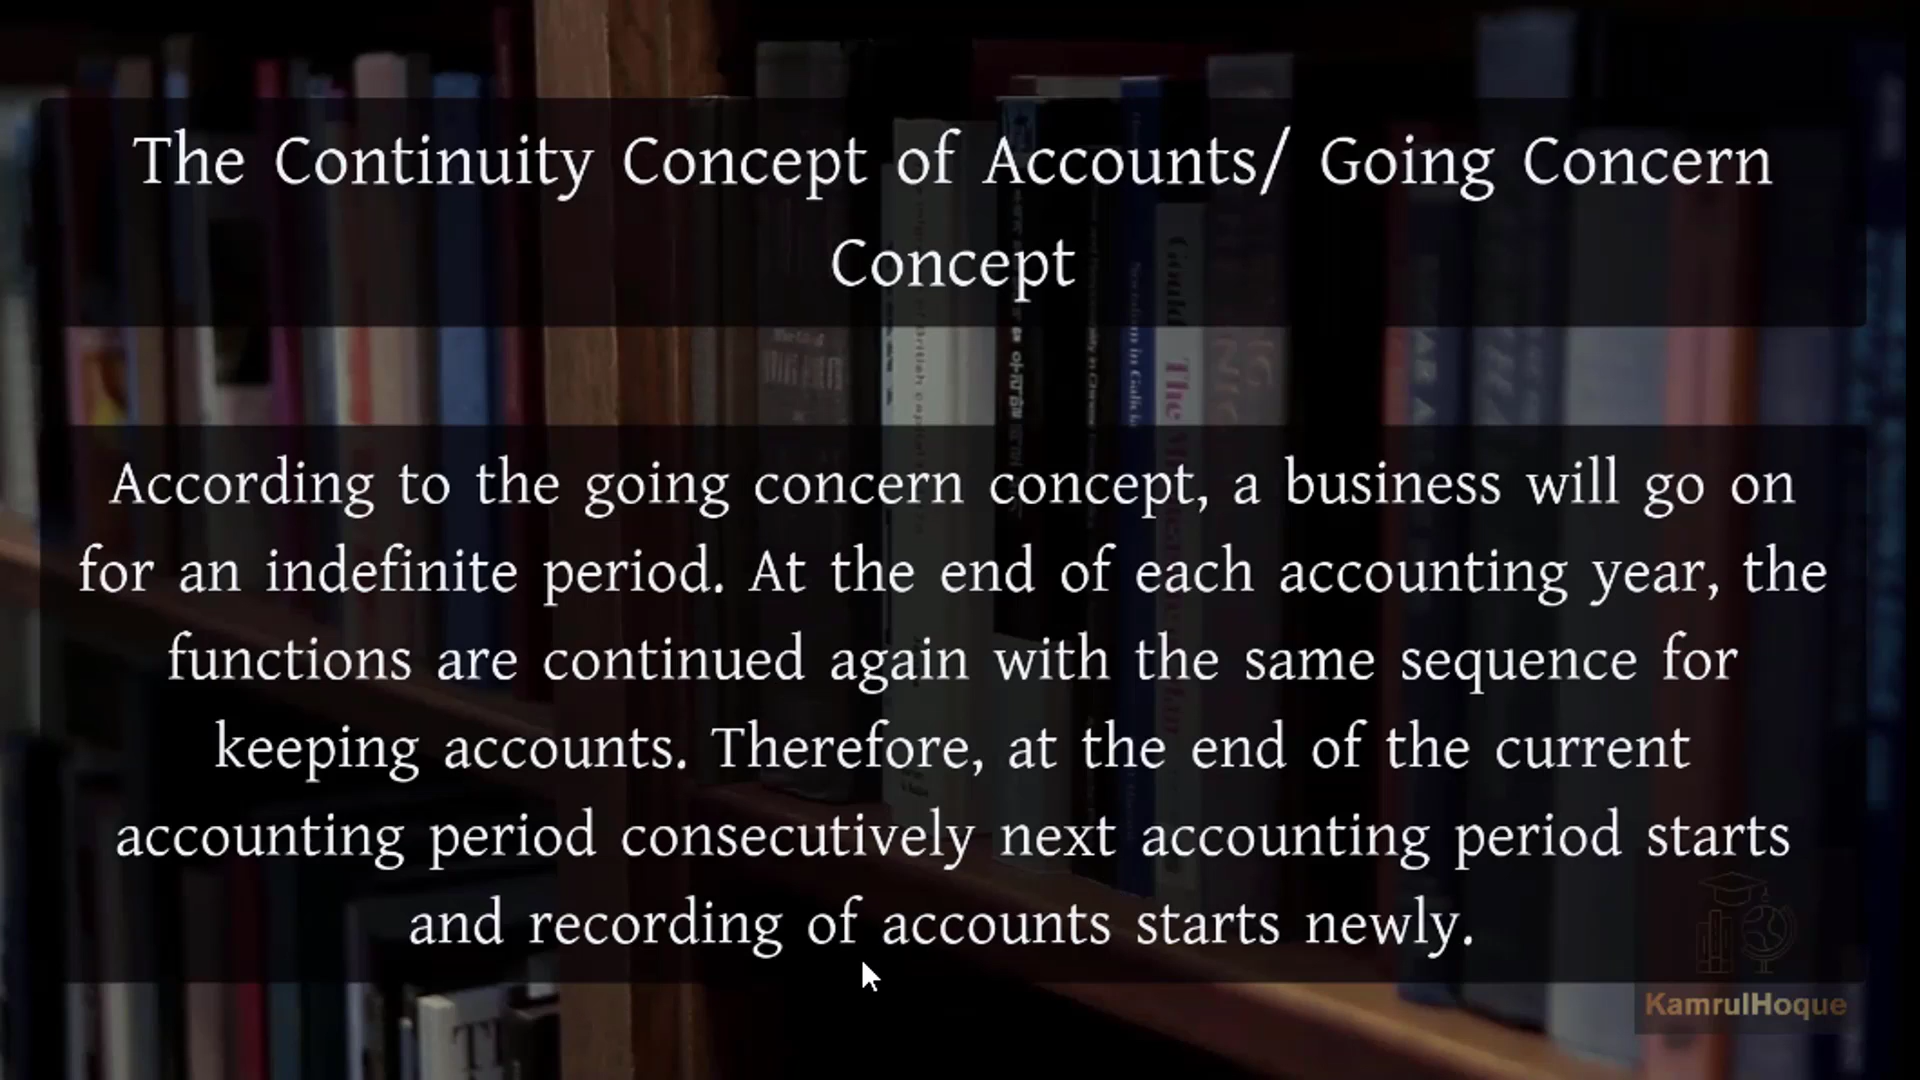 The Continuity Concept of Accounts/ Going Concern
Concept
According to the going concern concept, a business will go on
for an indefinite period. At the end of each accounting year, the
functions are continued again with the same sequence for
keeping accounts. Therefore, at the end of the current
accounting period consecutively next accounting period starts
and recording of accounts starts newly.
KamrulHoque